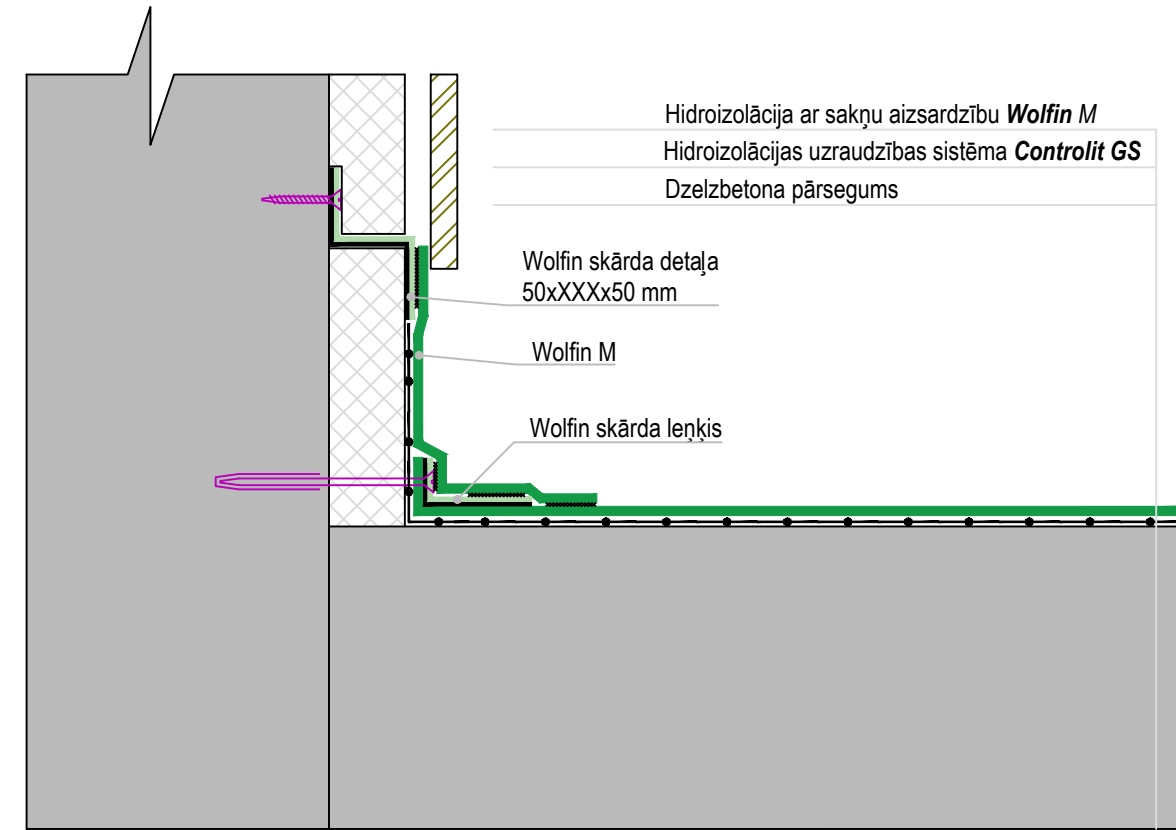 Hidroizolācija ar sakņu aizsardzību Wolfin M
Hidroizolācijas uzraudzības sistēma Controlit GS
Dzelzbetona pārsegums
Wolfin skārda detaļa
50xXXXx50 mm
Wolfin M
Wolfin skārda leņķis